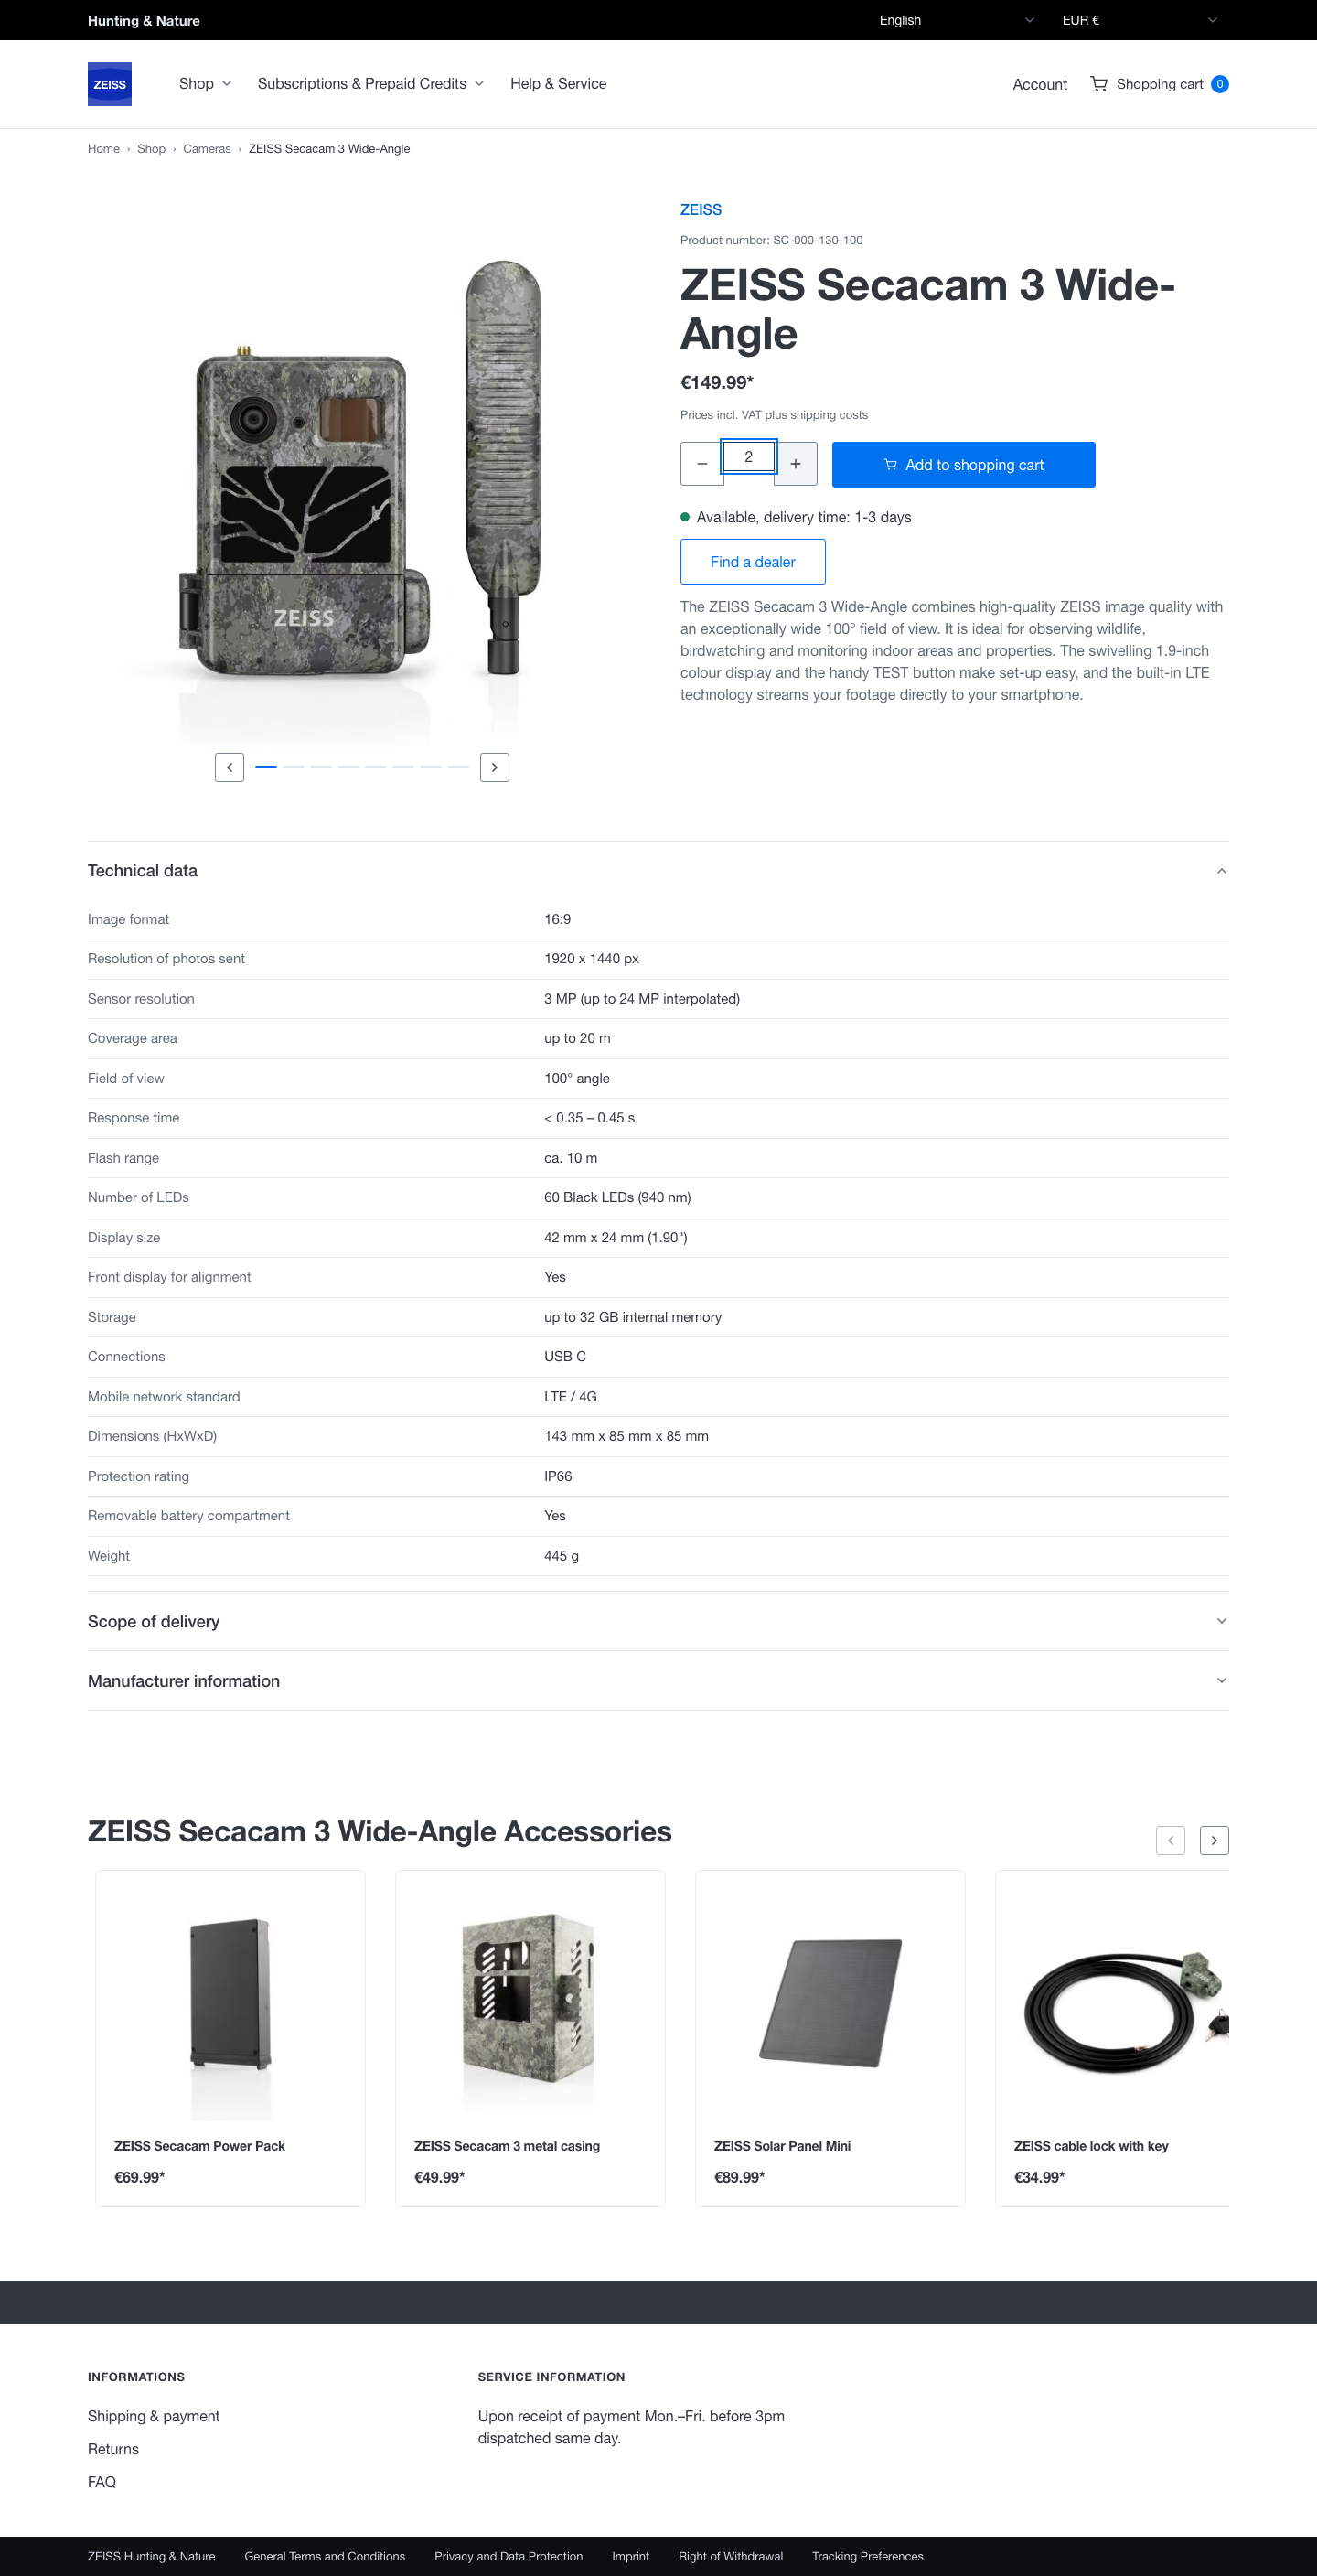 Hunting & Nature
English
EUR €
ZEISS
Shop
Subscriptions & Prepaid Credits
Help & Service
Account
Shopping cart 0
Home › Shop › Cameras › ZEISS Secacam 3 Wide-Angle
ZEISS
ZEISS
Product number: SC-000-130-100
ZEISS Secacam 3 Wide-
Angle
€149.99*
Prices incl. VAT plus shipping costs
− 2 +
Add to shopping cart
Available, delivery time: 1-3 days
Find a dealer
The ZEISS Secacam 3 Wide-Angle combines high-quality ZEISS image quality with
an exceptionally wide 100° field of view. It is ideal for observing wildlife,
birdwatching and monitoring indoor areas and properties. The swivelling 1.9-inch
colour display and the handy TEST button make set-up easy, and the built-in LTE
technology streams your footage directly to your smartphone.
Technical data
Image format 16:9
Resolution of photos sent 1920 x 1440 px
Sensor resolution 3 MP (up to 24 MP interpolated)
Coverage area up to 20 m
Field of view 100° angle
Response time < 0.35 – 0.45 s
Flash range ca. 10 m
Number of LEDs 60 Black LEDs (940 nm)
Display size 42 mm x 24 mm (1.90")
Front display for alignment Yes
Storage up to 32 GB internal memory
Connections USB C
Mobile network standard LTE / 4G
Dimensions (HxWxD) 143 mm x 85 mm x 85 mm
Protection rating IP66
Removable battery compartment Yes
Weight 445 g
Scope of delivery
Manufacturer information
ZEISS Secacam 3 Wide-Angle Accessories
ZEISS Secacam Power Pack
€69.99*
ZEISS Secacam 3 metal casing
€49.99*
ZEISS Solar Panel Mini
€89.99*
ZEISS cable lock with key
€34.99*
INFORMATIONS
Shipping & payment
Returns
FAQ
SERVICE INFORMATION
Upon receipt of payment Mon.–Fri. before 3pm
dispatched same day.
ZEISS Hunting & Nature
General Terms and Conditions
Privacy and Data Protection
Imprint
Right of Withdrawal
Tracking Preferences